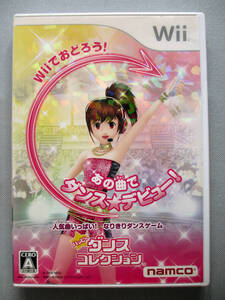 Wii
Wiiでおどろう!
あの曲で
ダンス★デビュー!
人気曲いっぱい! なりきりダンスゲーム
ダンス
コレクション
CERO
A
namco